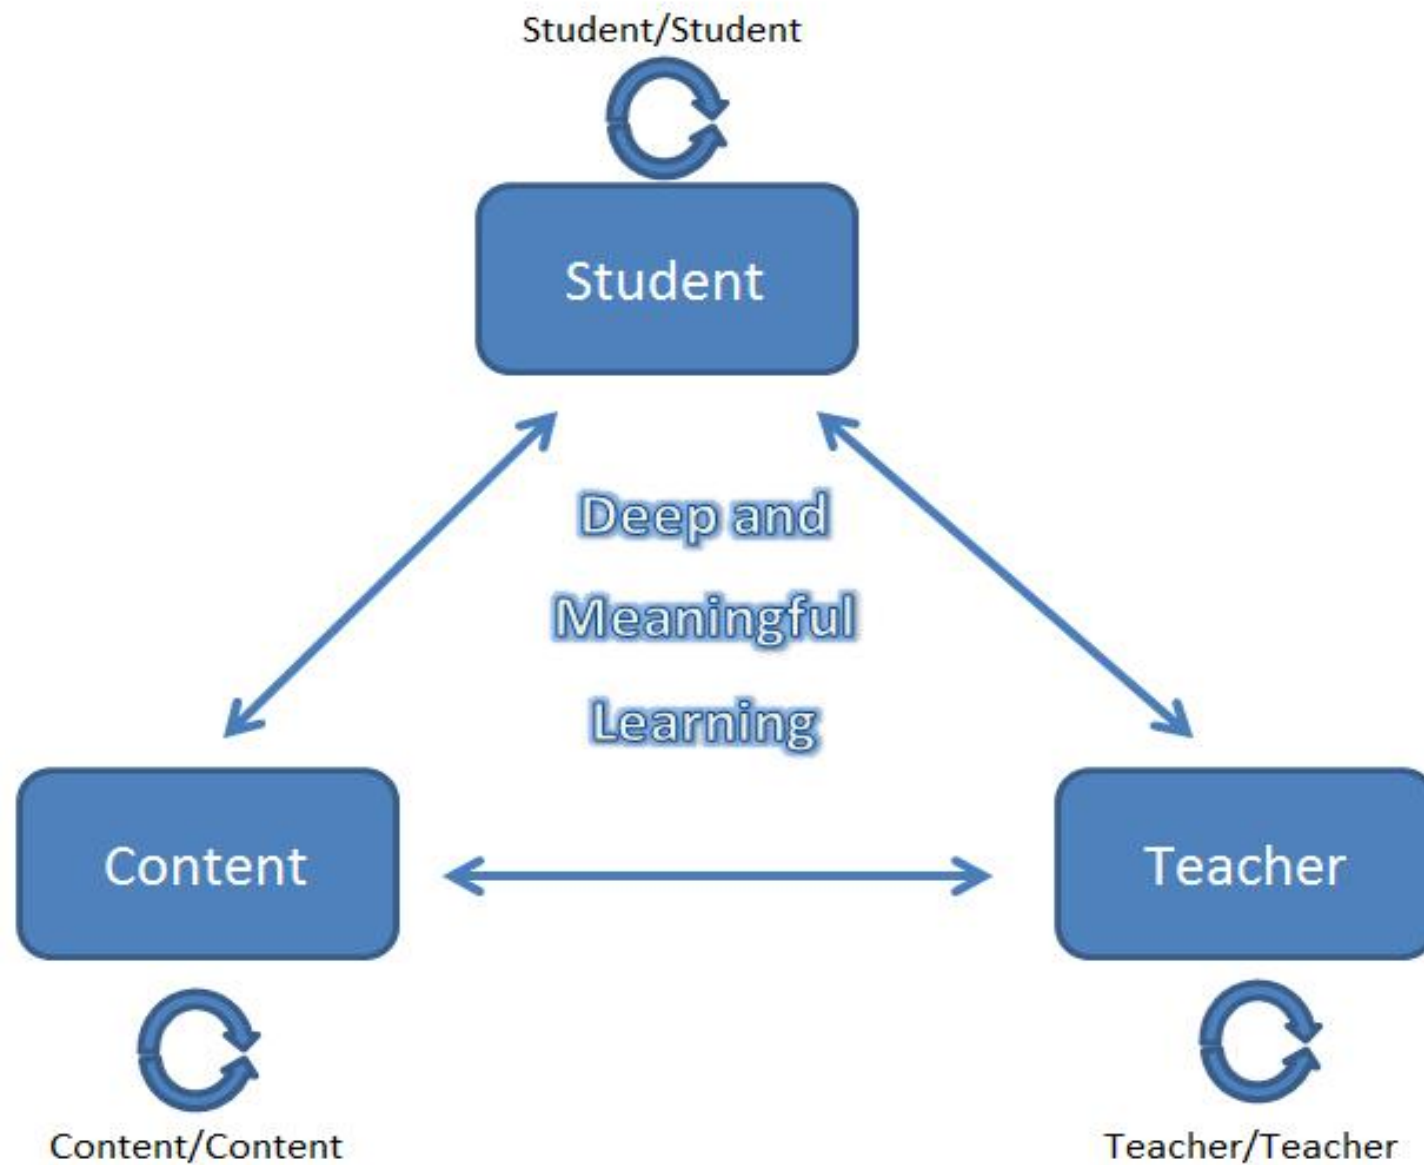 Student/Student
Student
Deep and
Meaningful
Learning
Content
Teacher
Content/Content
Teacher/Teacher